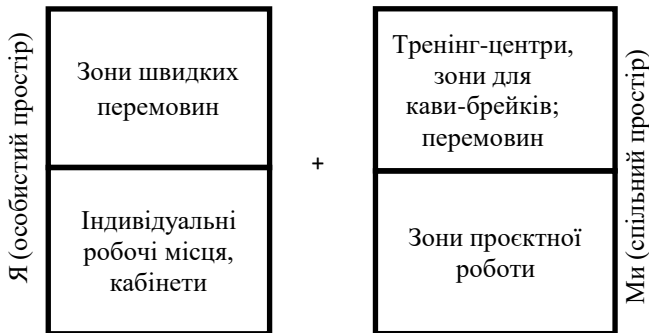 Я (особистий простір)
Зони швидких
перемовин
Індивідуальні
робочі місця,
кабінети
+
Тренінг-центри,
зони для
кави-брейків;
перемовин
Зони проєктної
роботи
Ми (спільний простір)